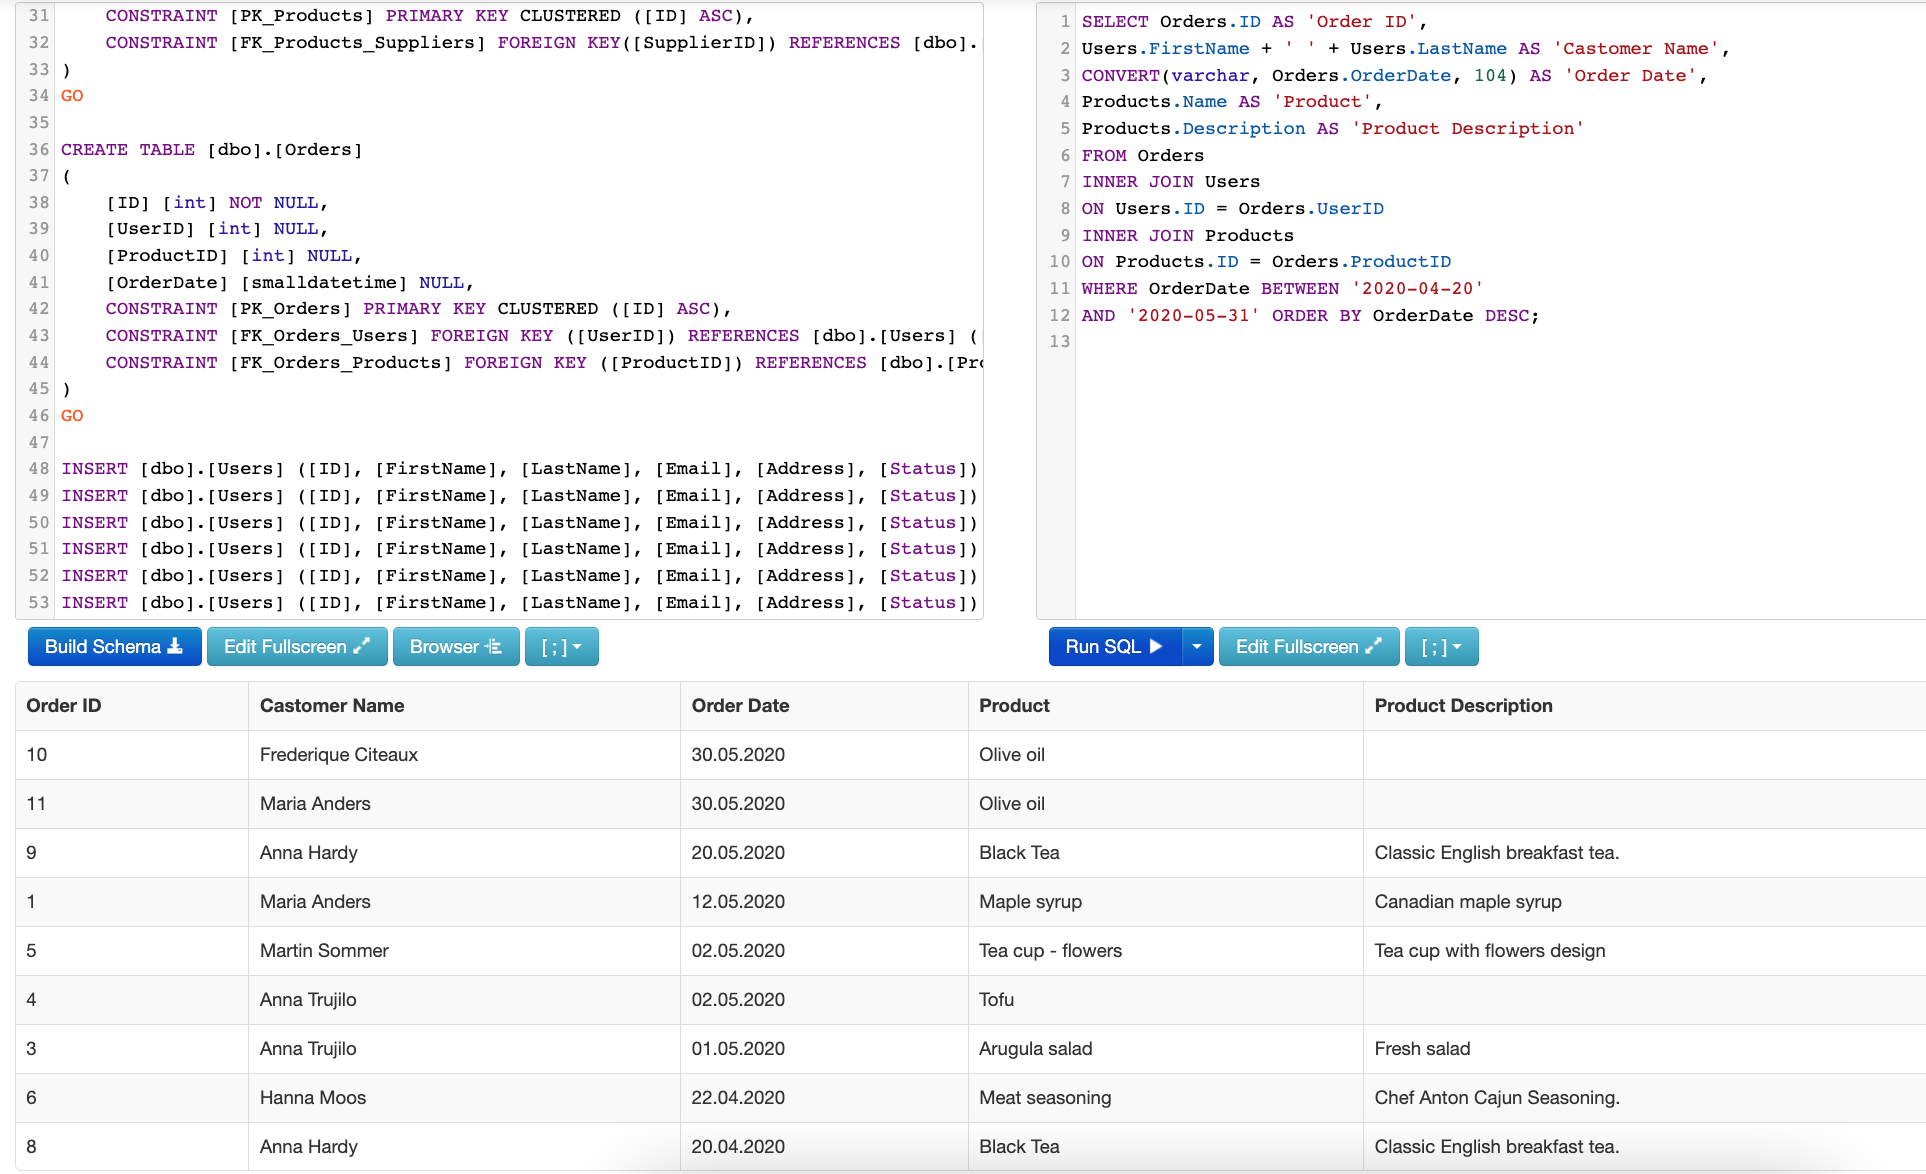 31 CONSTRAINT [PK_Products] PRIMARY KEY CLUSTERED ([ID] ASC),
32 CONSTRAINT [FK_Products_Suppliers] FOREIGN KEY([SupplierID]) REFERENCES [dbo].
33 )
34 GO
35
36 CREATE TABLE [dbo].[Orders]
37 (
38 [ID] [int] NOT NULL,
39 [UserID] [int] NULL,
40 [ProductID] [int] NULL,
41 [OrderDate] [smalldatetime] NULL,
42 CONSTRAINT [PK_Orders] PRIMARY KEY CLUSTERED ([ID] ASC),
43 CONSTRAINT [FK_Orders_Users] FOREIGN KEY ([UserID]) REFERENCES [dbo].[Users] (
44 CONSTRAINT [FK_Orders_Products] FOREIGN KEY ([ProductID]) REFERENCES [dbo].[Pro
45 )
46 GO
47
48 INSERT [dbo].[Users] ([ID], [FirstName], [LastName], [Email], [Address], [Status])
49 INSERT [dbo].[Users] ([ID], [FirstName], [LastName], [Email], [Address], [Status])
50 INSERT [dbo].[Users] ([ID], [FirstName], [LastName], [Email], [Address], [Status])
51 INSERT [dbo].[Users] ([ID], [FirstName], [LastName], [Email], [Address], [Status])
52 INSERT [dbo].[Users] ([ID], [FirstName], [LastName], [Email], [Address], [Status])
53 INSERT [dbo].[Users] ([ID], [FirstName], [LastName], [Email], [Address], [Status])
Build Schema Edit Fullscreen Browser [ ; ]
1 SELECT Orders.ID AS 'Order ID',
2 Users.FirstName + ' ' + Users.LastName AS 'Castomer Name',
3 CONVERT(varchar, Orders.OrderDate, 104) AS 'Order Date',
4 Products.Name AS 'Product',
5 Products.Description AS 'Product Description'
6 FROM Orders
7 INNER JOIN Users
8 ON Users.ID = Orders.UserID
9 INNER JOIN Products
10 ON Products.ID = Orders.ProductID
11 WHERE OrderDate BETWEEN '2020-04-20'
12 AND '2020-05-31' ORDER BY OrderDate DESC;
13
Run SQL Edit Fullscreen [ ; ]
Order ID Castomer Name Order Date Product Product Description
10 Frederique Citeaux 30.05.2020 Olive oil
11 Maria Anders 30.05.2020 Olive oil
9 Anna Hardy 20.05.2020 Black Tea Classic English breakfast tea.
1 Maria Anders 12.05.2020 Maple syrup Canadian maple syrup
5 Martin Sommer 02.05.2020 Tea cup - flowers Tea cup with flowers design
4 Anna Trujilo 02.05.2020 Tofu
3 Anna Trujilo 01.05.2020 Arugula salad Fresh salad
6 Hanna Moos 22.04.2020 Meat seasoning Chef Anton Cajun Seasoning.
8 Anna Hardy 20.04.2020 Black Tea Classic English breakfast tea.